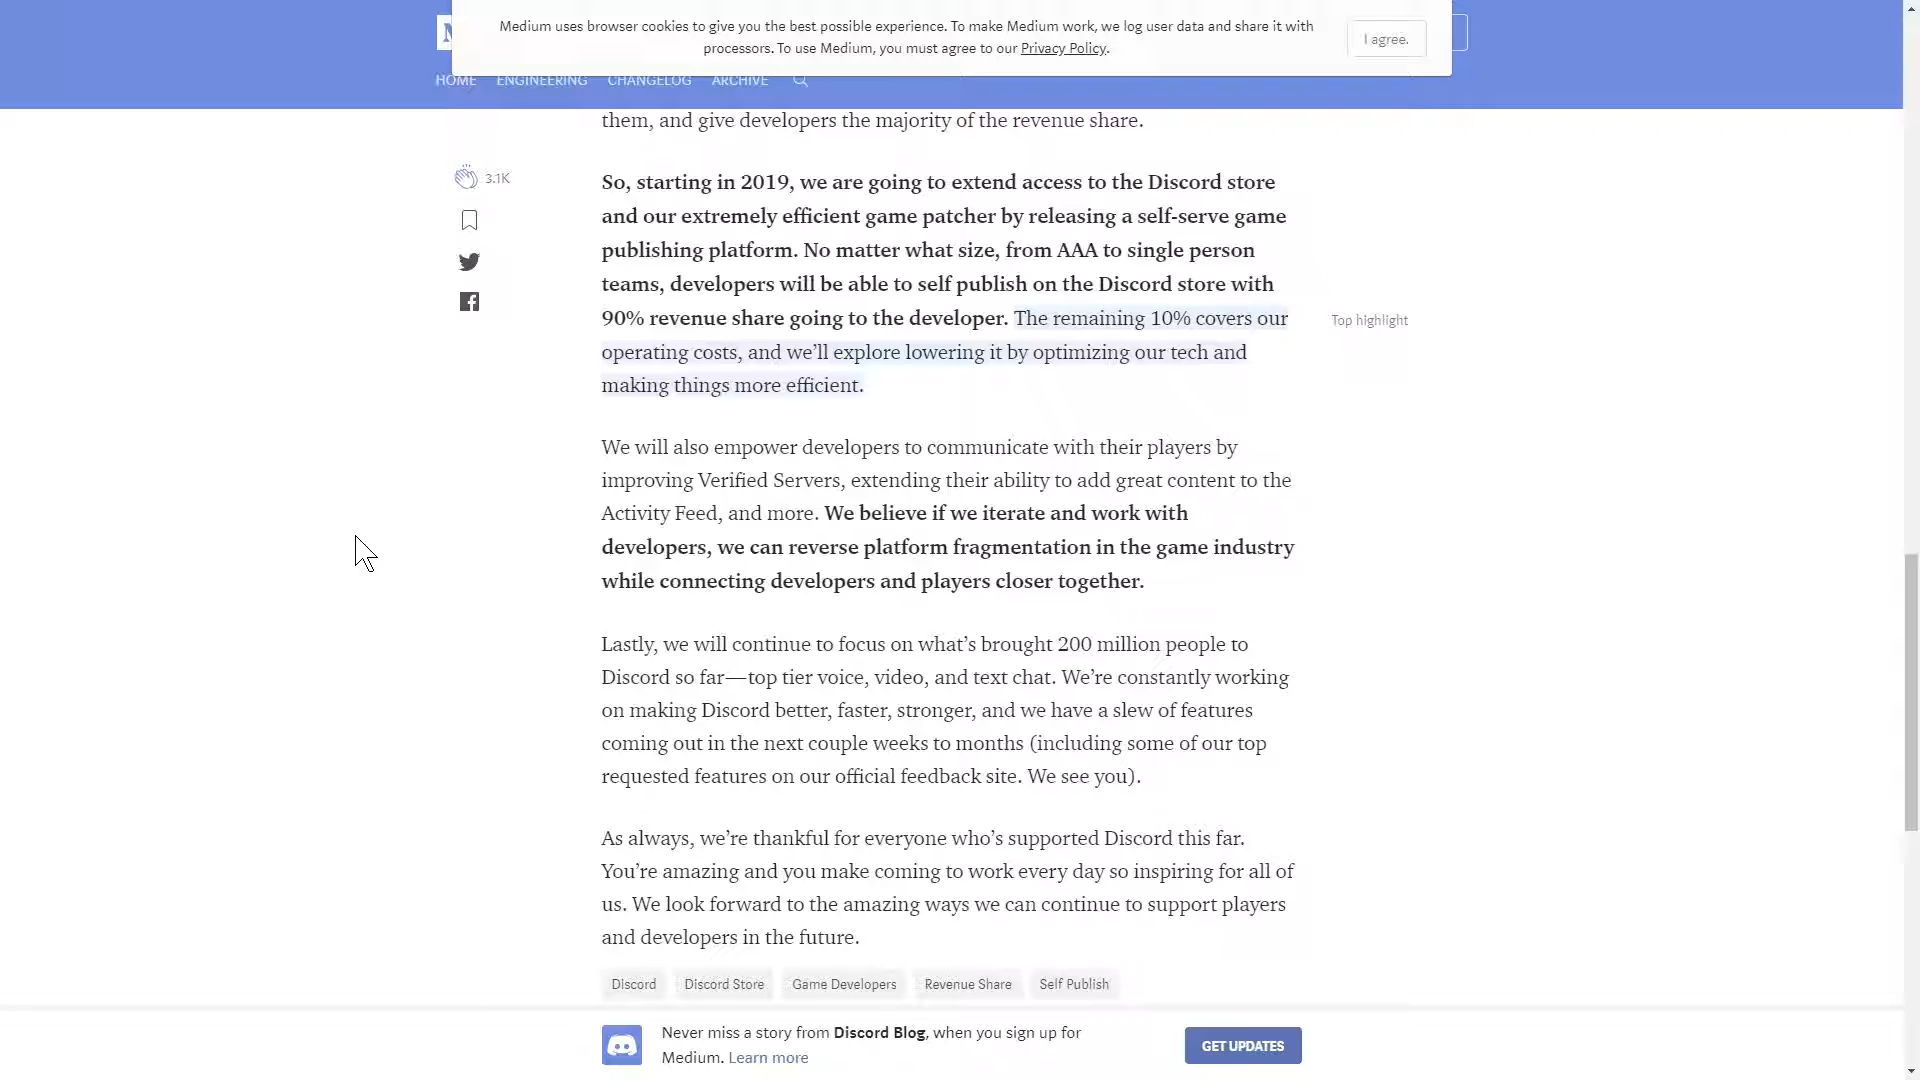 Medium uses browser cookies to give you the best possible experience. To make Medium work, we log user data and share it with
processors. To use Medium, you must agree to our Privacy Policy.
I agree.
HOME ENGINEERING CHANGELOG ARCHIVE
them, and give developers the majority of the revenue share.
3.1K
So, starting in 2019, we are going to extend access to the Discord store
and our extremely efficient game patcher by releasing a self-serve game
publishing platform. No matter what size, from AAA to single person
teams, developers will be able to self publish on the Discord store with
90% revenue share going to the developer. The remaining 10% covers our
Top highlight
operating costs, and we’ll explore lowering it by optimizing our tech and
making things more efficient.
We will also empower developers to communicate with their players by
improving Verified Servers, extending their ability to add great content to the
Activity Feed, and more. We believe if we iterate and work with
developers, we can reverse platform fragmentation in the game industry
while connecting developers and players closer together.
Lastly, we will continue to focus on what’s brought 200 million people to
Discord so far—top tier voice, video, and text chat. We’re constantly working
on making Discord better, faster, stronger, and we have a slew of features
coming out in the next couple weeks to months (including some of our top
requested features on our official feedback site. We see you).
As always, we’re thankful for everyone who’s supported Discord this far.
You’re amazing and you make coming to work every day so inspiring for all of
us. We look forward to the amazing ways we can continue to support players
and developers in the future.
Discord Discord Store Game Developers Revenue Share Self Publish
Never miss a story from Discord Blog, when you sign up for
Medium. Learn more
GET UPDATES